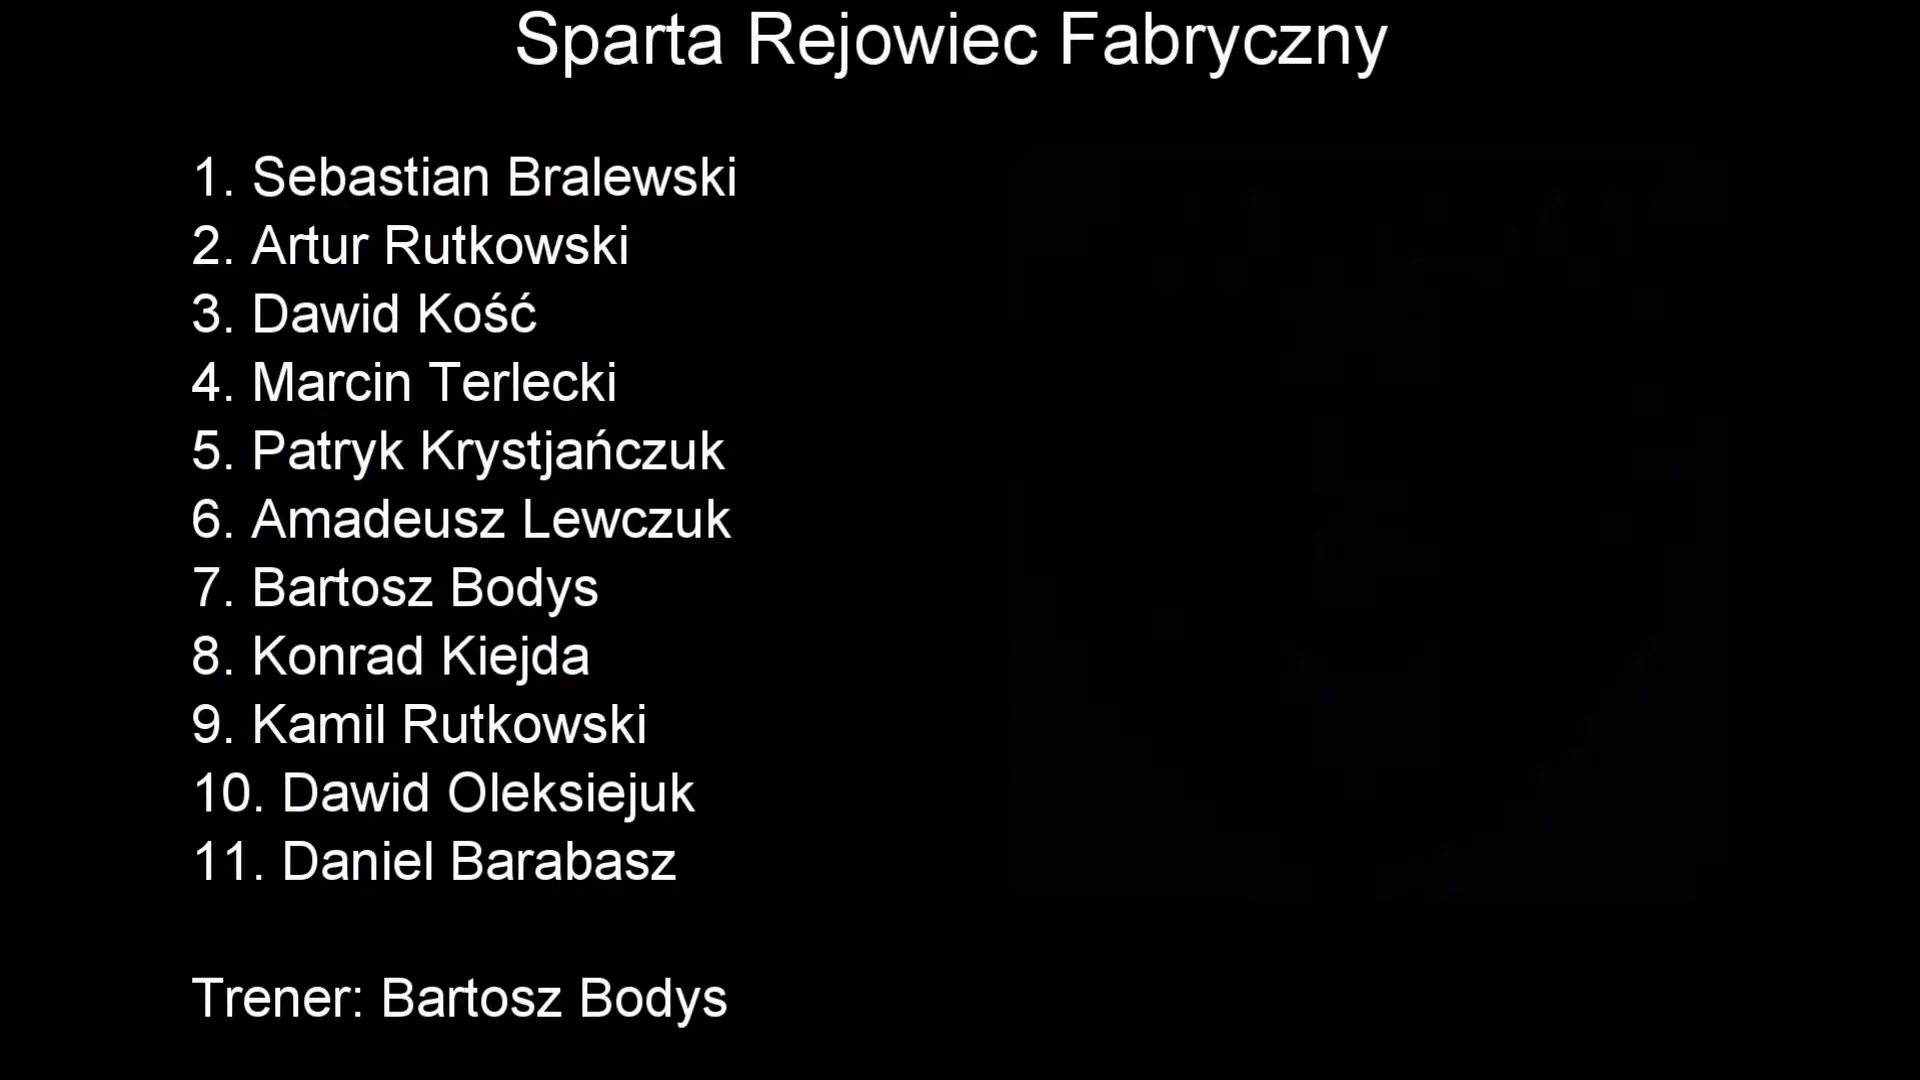 Sparta Rejowiec Fabryczny
1. Sebastian Bralewski
2. Artur Rutkowski
3. Dawid Kość
4. Marcin Terlecki
5. Patryk Krystjańczuk
6. Amadeusz Lewczuk
7. Bartosz Bodys
8. Konrad Kiejda
9. Kamil Rutkowski
10. Dawid Oleksiejuk
11. Daniel Barabasz
Trener: Bartosz Bodys